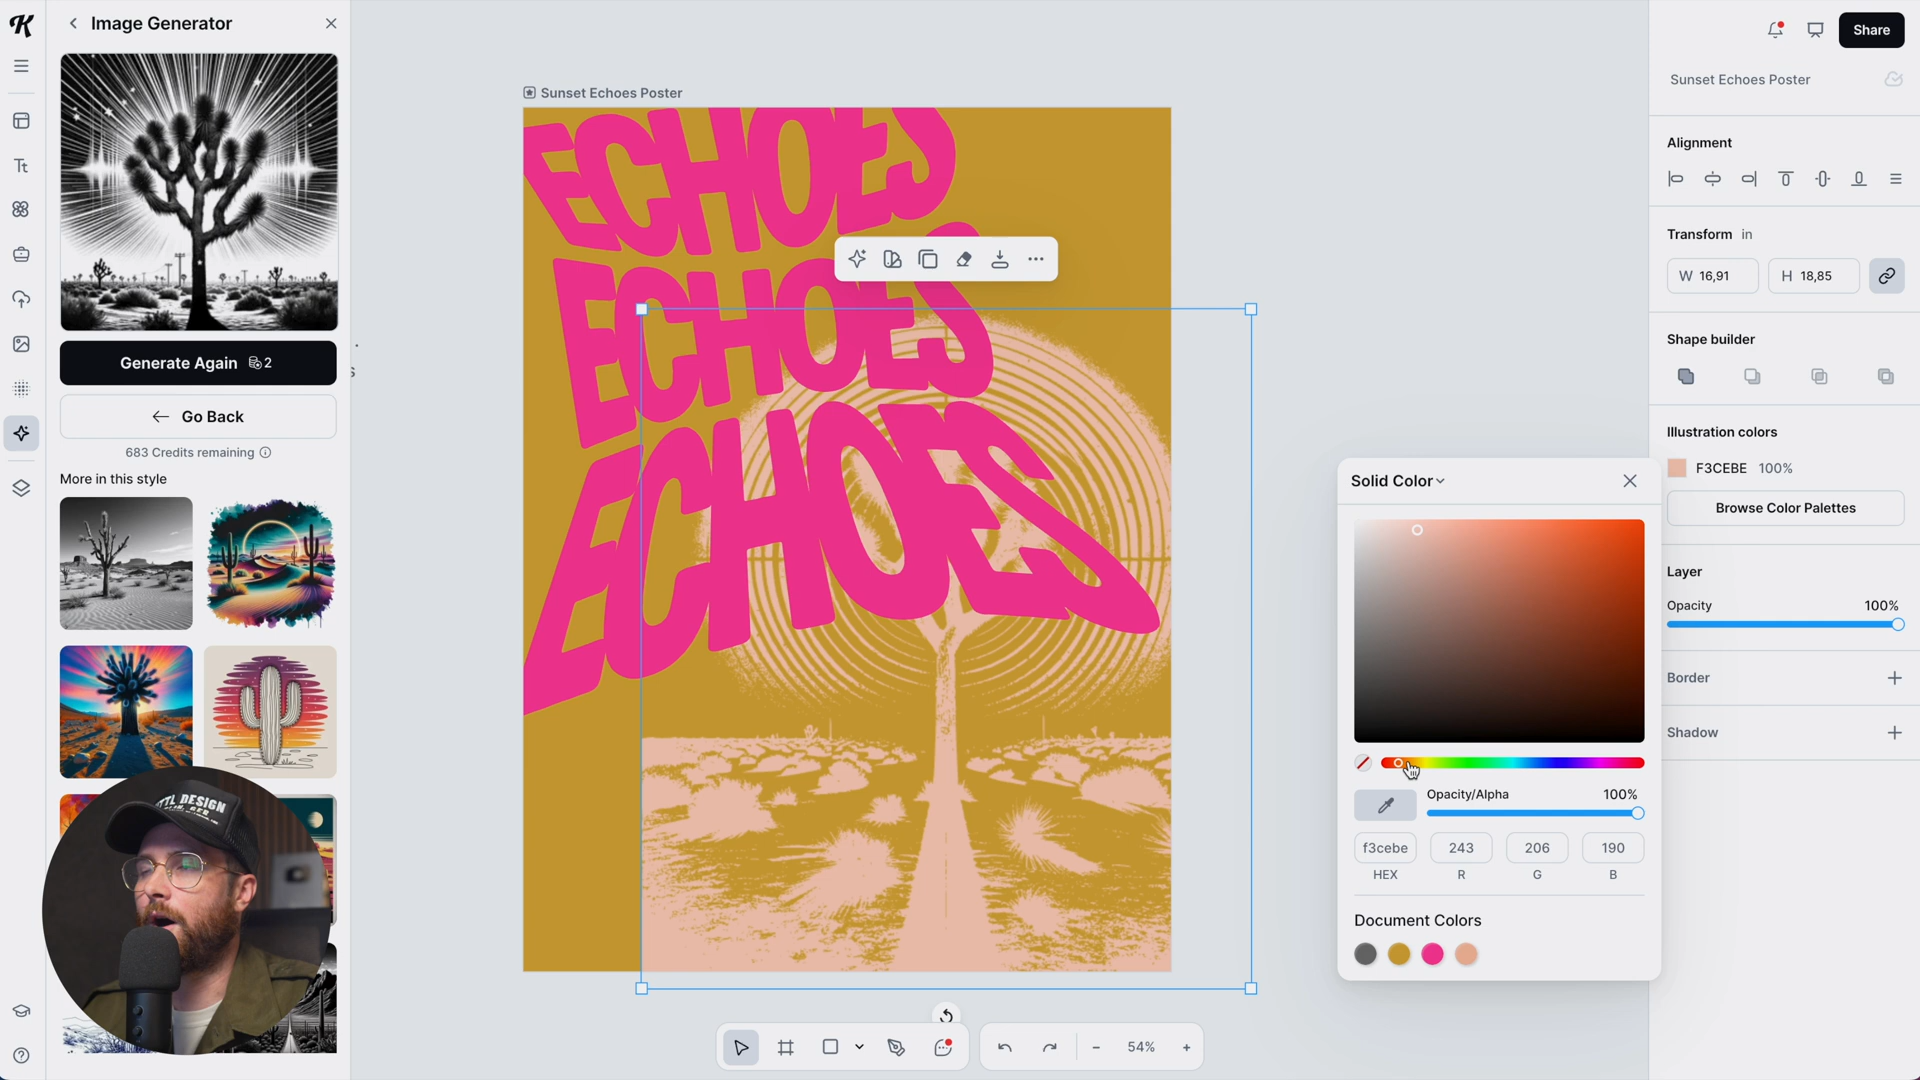 Image Generator
Generate Again 2
Go Back
683 Credits remaining
More in this style
TTL DESIGN
Tt
Sunset Echoes Poster
ECHOES
ECHOES
ECHOES
54%
Share
Sunset Echoes Poster
Alignment
Transform in
W 16,91
H 18,85
Shape builder
Illustration colors
F3CEBE 100%
Browse Color Palettes
Layer
Opacity 100%
Border
Shadow
Solid Color
Opacity/Alpha 100%
f3cebe 243 206 190
HEX R G B
Document Colors